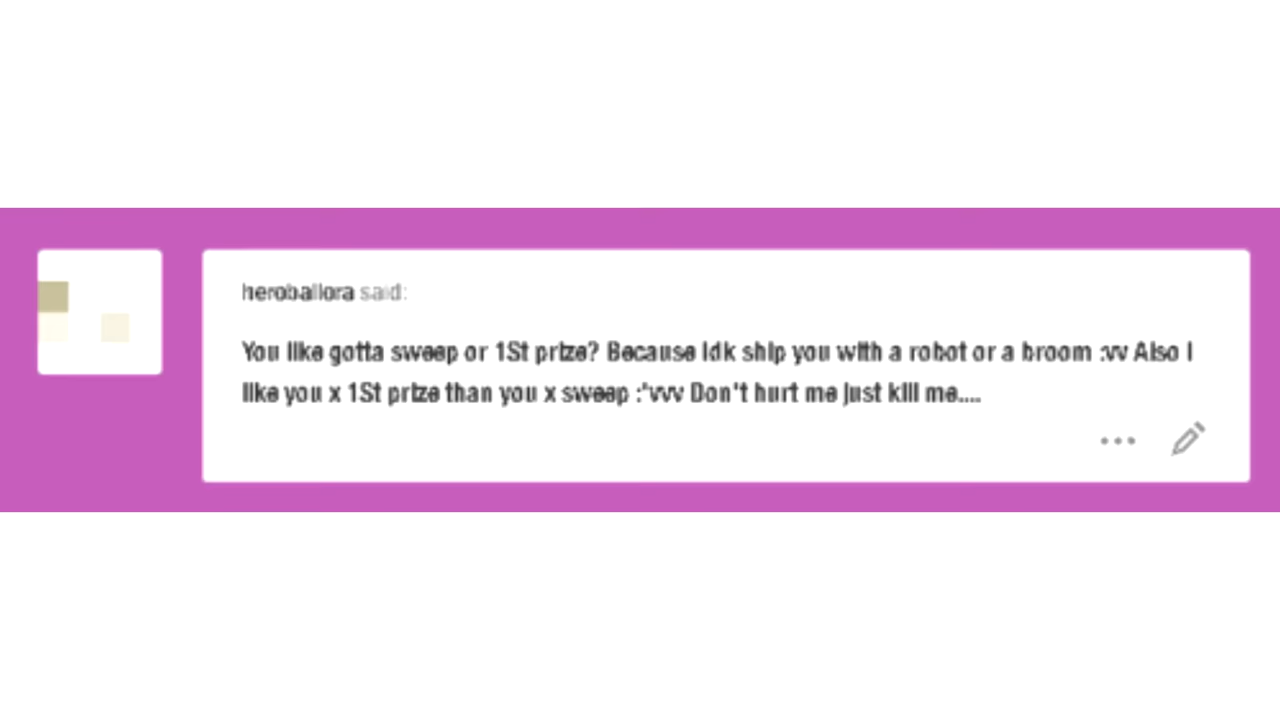 heroballora said:
You like gotta sweep or 1St prize? Because idk ship you with a robot or a broom :vv Also I
like you x 1St prize than you x sweep :'vvv Don't hurt me just kill me....